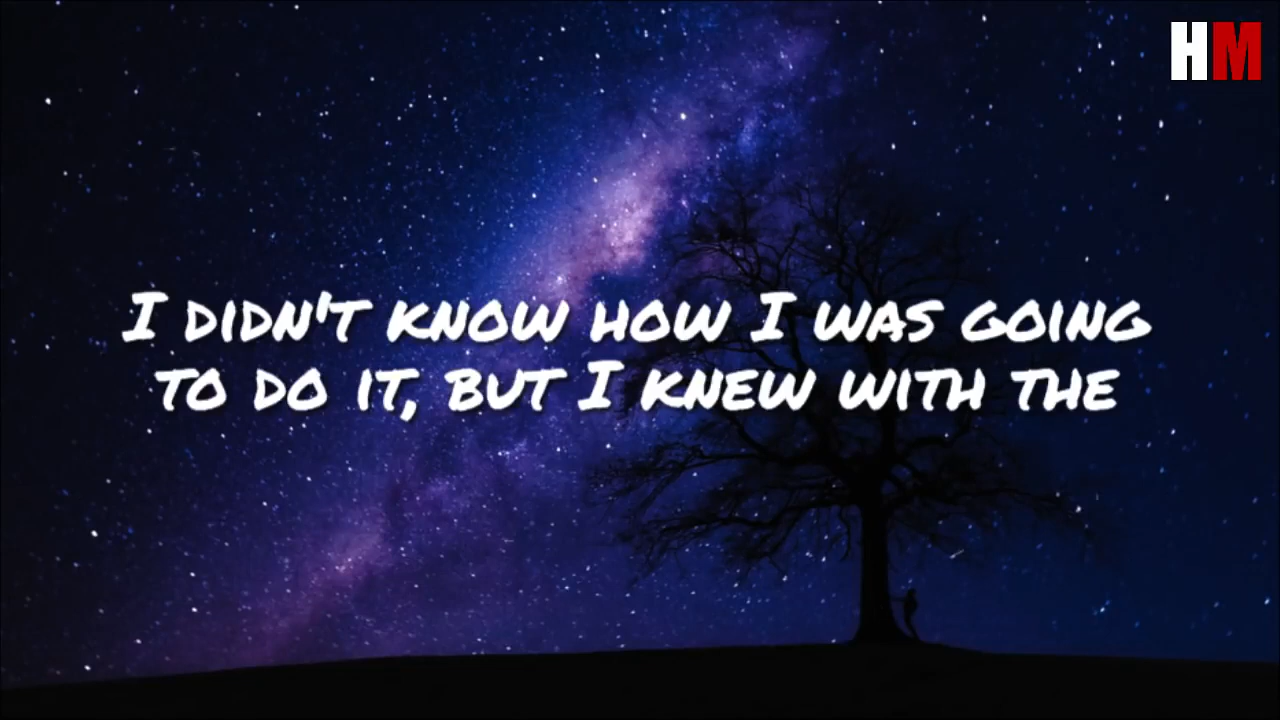 HM
I DIDN'T KNOW HOW I WAS GOING
TO DO IT, BUT I KNEW WITH THE